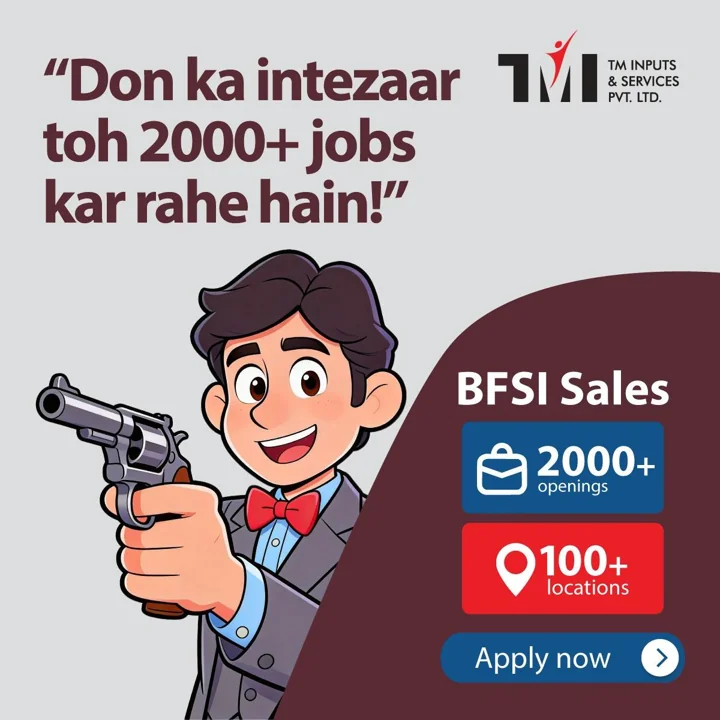 “Don ka intezaar
toh 2000+ jobs
kar rahe hain!”
TMI
TM INPUTS
& SERVICES
PVT. LTD.
BFSI Sales
2000+
openings
100+
locations
Apply now